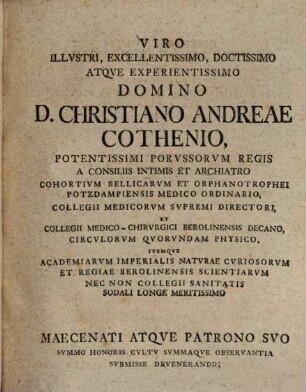 VIRO
ILLVSTRI, EXCELLENTISSIMO, DOCTISSIMO
ATQVE EXPERIENTISSIMO
DOMINO
D. CHRISTIANO ANDREAE
COTHENIO,
POTENTISSIMI PORVSSORVM REGIS
A CONSILIIS INTIMIS ET ARCHIATRO
COHORTIVM BELLICARVM ET ORPHANOTROPHEI
POTZDAMPIENSIS MEDICO ORDINARIO,
COLLEGII MEDICORVM SVPREMI DIRECTORI,
ET
COLLEGII MEDICO-CHIRVRGICI BEROLINENSIS DECANO,
CIRCVLORVM QVORVNDAM PHYSICO,
ITEMQVE
ACADEMIARVM IMPERIALIS NATVRAE CVRIOSORVM
ET REGIAE BEROLINENSIS SCIENTIARVM
NEC NON COLLEGII SANITATIS
SODALI LONGE MERITISSIMO
MAECENATI ATQVE PATRONO SVO
SVMMO HONORIS CVLTV SVMMAQVE OBSERVANTIA
SVBMISSE DEVENERANDO;